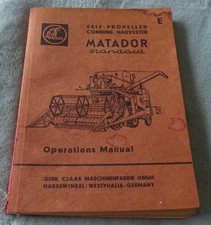 E
SELF-PROPELLED
COMBINE HARVESTER
MATADOR
standard
Operations Manual
GEBR. CLAAS MASCHINENFABRIK GMBH
HARSEWINKEL/WESTPHALIA-GERMANY